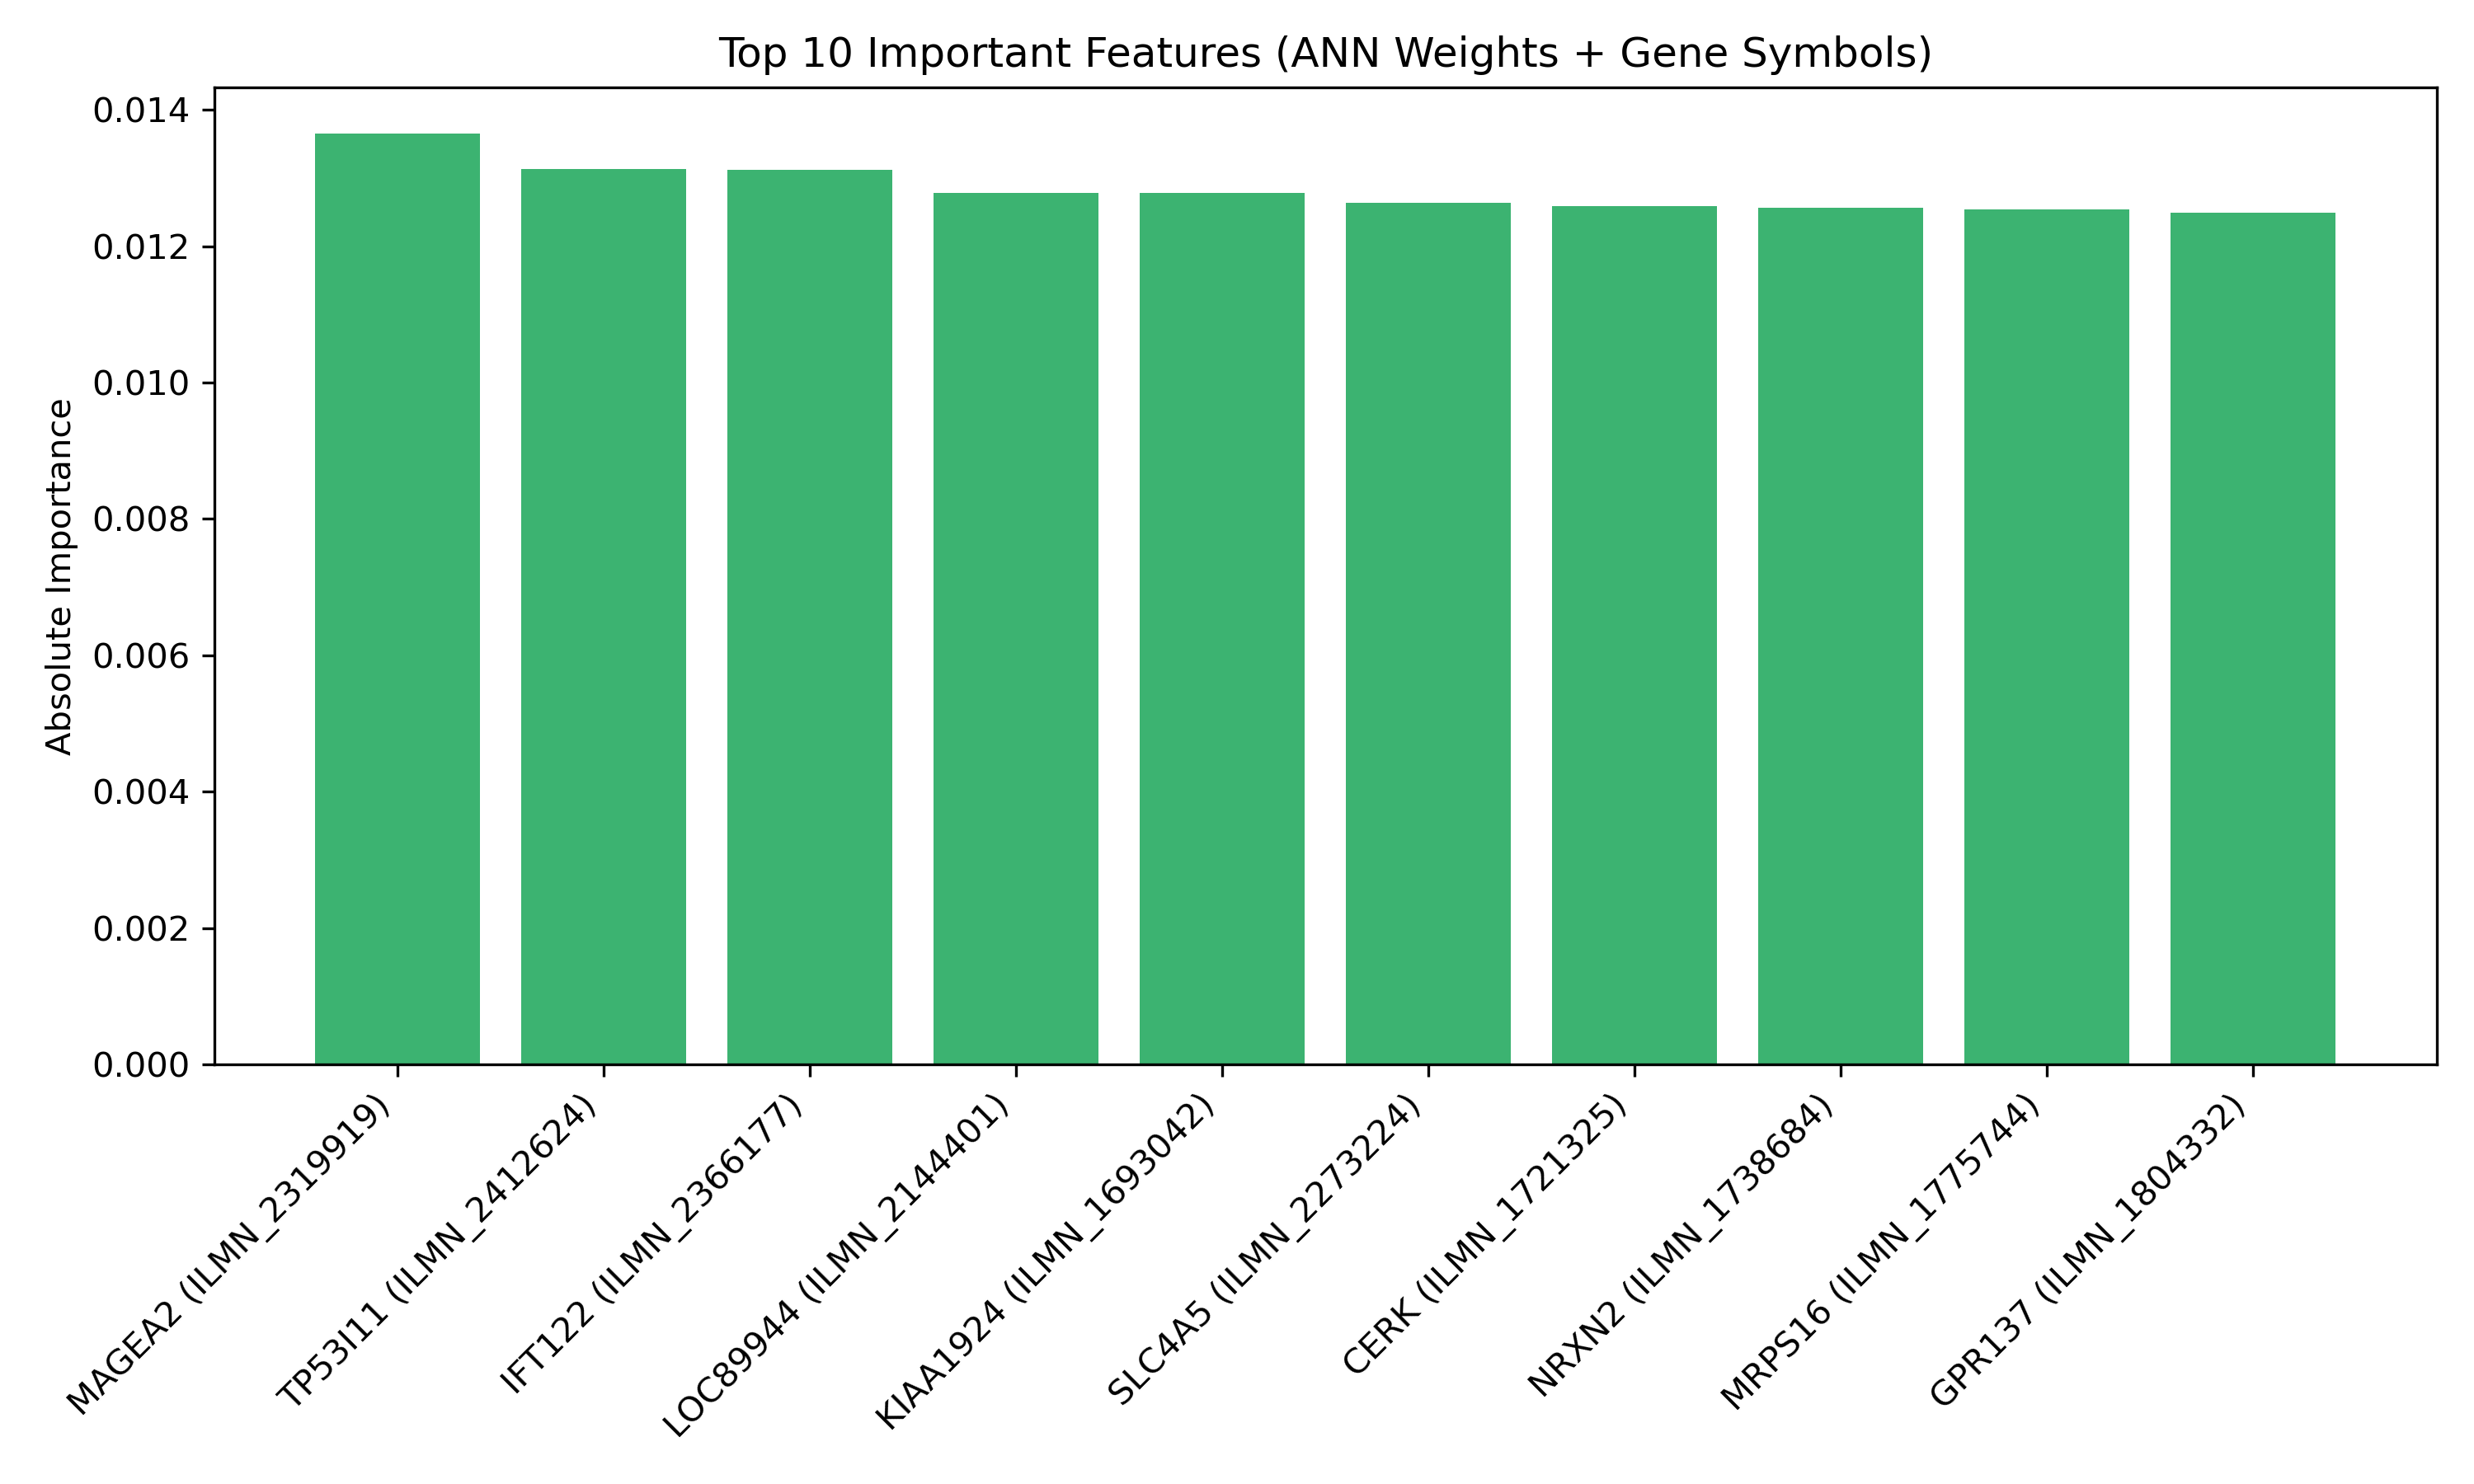 Top 10 Important Features (ANN Weights + Gene Symbols)
Absolute Importance
0.014
0.012
0.010
0.008
0.006
0.004
0.002
0.000
MAGEA2 (ILMN_2319919)
TP53I11 (ILMN_2412624)
IFT122 (ILMN_2366177)
LOC89944 (ILMN_2144401)
KIAA1924 (ILMN_1693042)
SLC4A5 (ILMN_2273224)
CERK (ILMN_1721325)
NRXN2 (ILMN_1738684)
MRPS16 (ILMN_1775744)
GPR137 (ILMN_1804332)